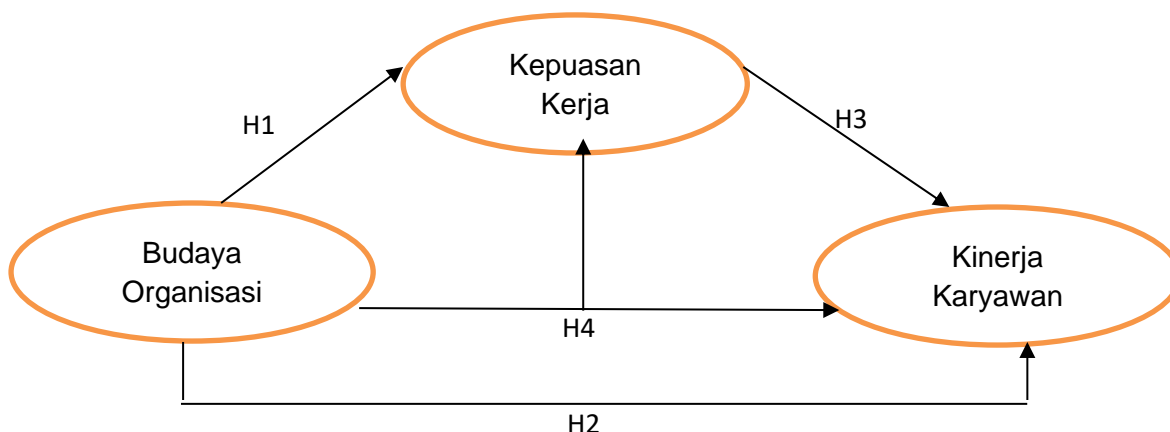 Kepuasan
Kerja
H1
H3
Budaya
Organisasi
Kinerja
Karyawan
H4
H2